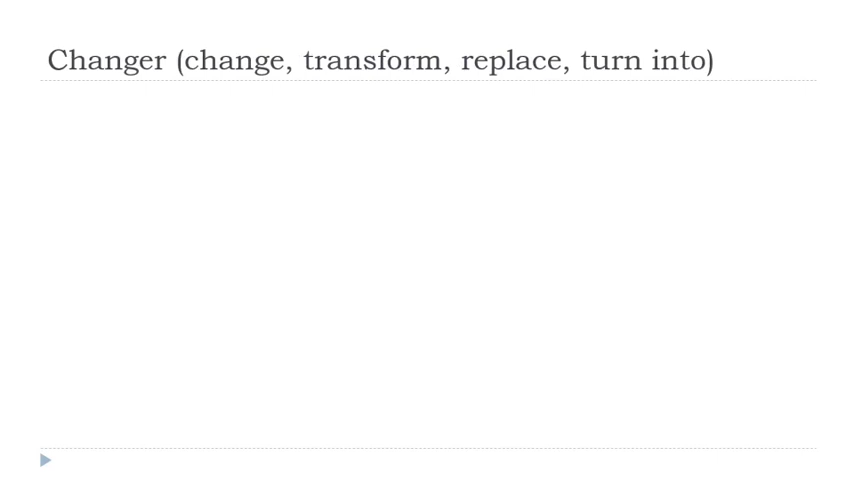 Changer (change, transform, replace, turn into)